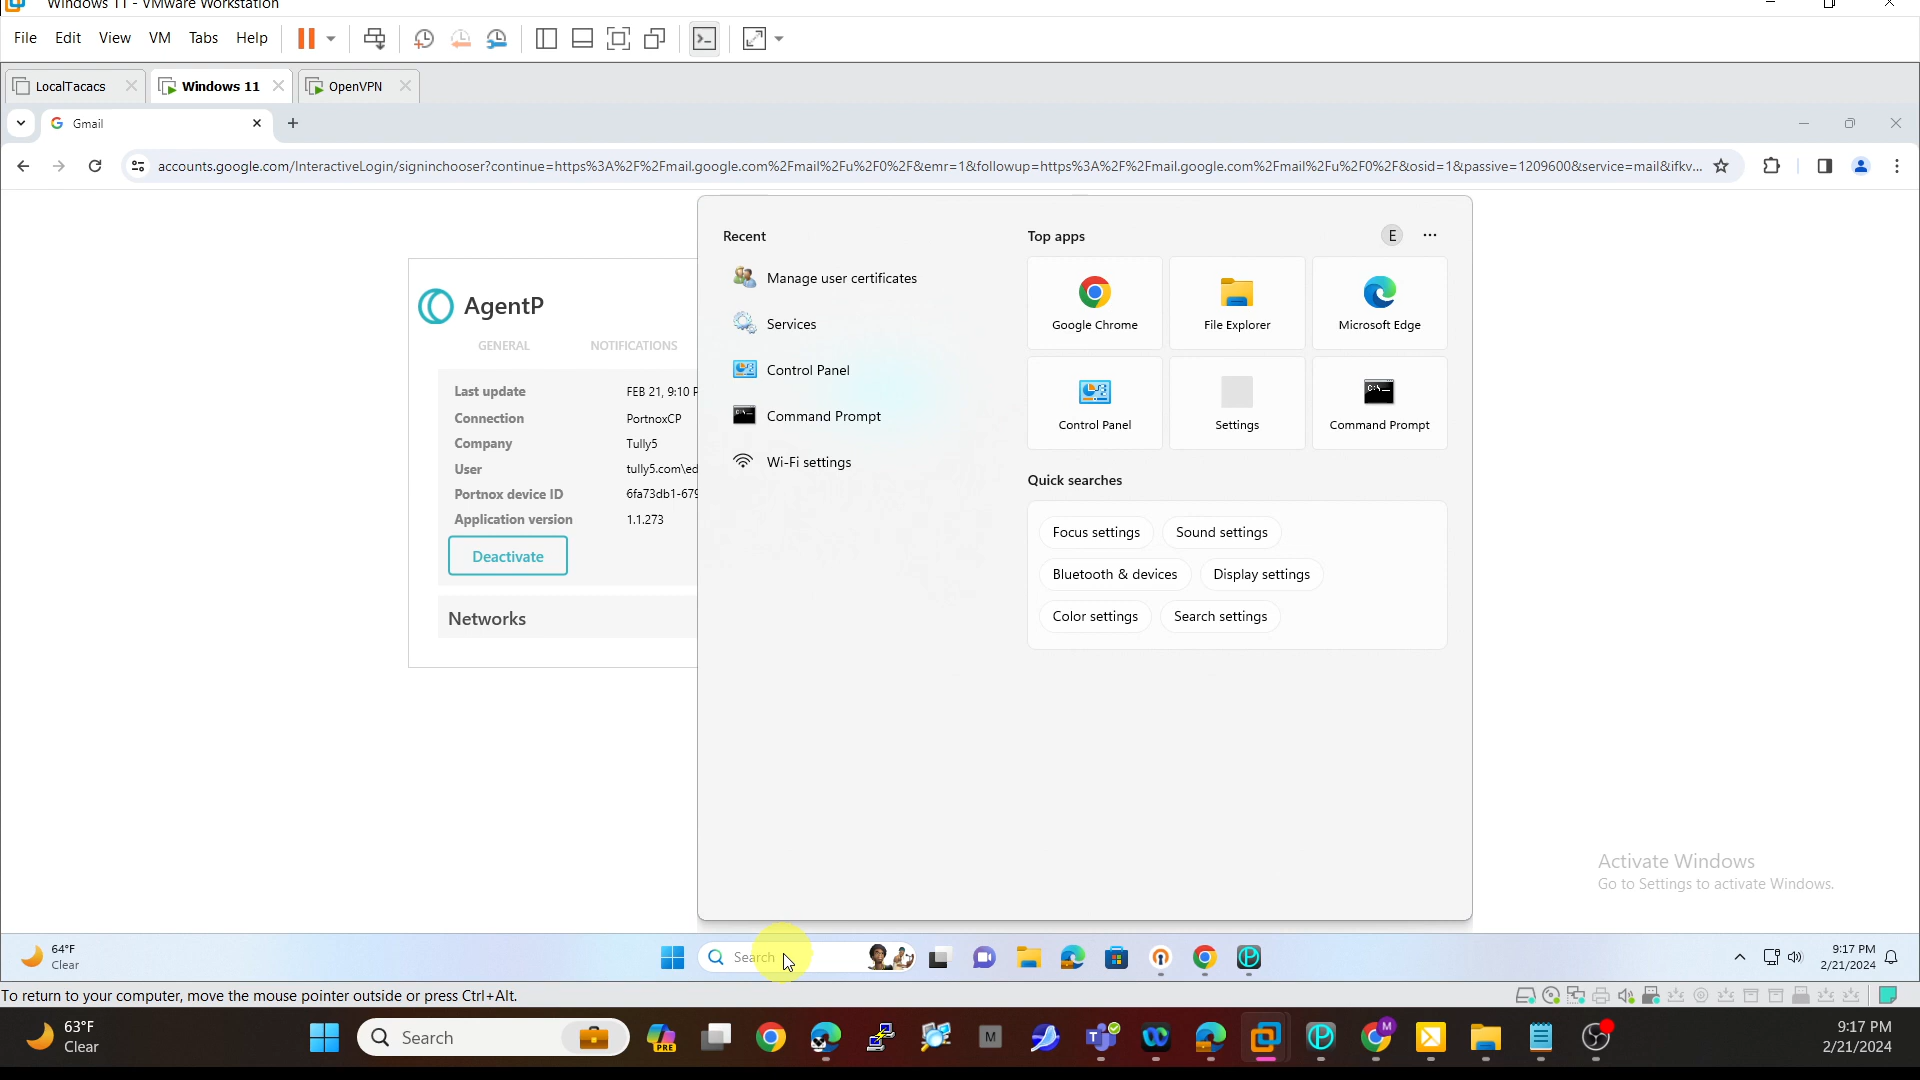 Windows 11 - VMware Workstation
File Edit View VM Tabs Help
LocalTacacs Windows 11 OpenVPN
Gmail
accounts.google.com/InteractiveLogin/signinchooser?continue=https%3A%2F%2Fmail.google.com%2Fmail%2Fu%2F0%2F&emr=1&followup=https%3A%2F%2Fmail.google.com%2Fmail%2Fu%2F0%2F&osid=1&passive=1209600&service=mail&ifkv...
AgentP
GENERAL NOTIFICATIONS
Last update FEB 21, 9:10 P
Connection PortnoxCP
Company Tully5
User tully5.com\ed
Portnox device ID 6fa73db1-679
Application version 1.1.273
Deactivate
Networks
Recent
Manage user certificates
Services
Control Panel
Command Prompt
Wi-Fi settings
Top apps E
Google Chrome File Explorer Microsoft Edge
Control Panel Settings Command Prompt
Quick searches
Focus settings Sound settings
Bluetooth & devices Display settings
Color settings Search settings
Activate Windows
Go to Settings to activate Windows.
64°F
Clear
Search
9:17 PM
2/21/2024
To return to your computer, move the mouse pointer outside or press Ctrl+Alt.
63°F
Clear
Search
PRE
M
M
9:17 PM
2/21/2024